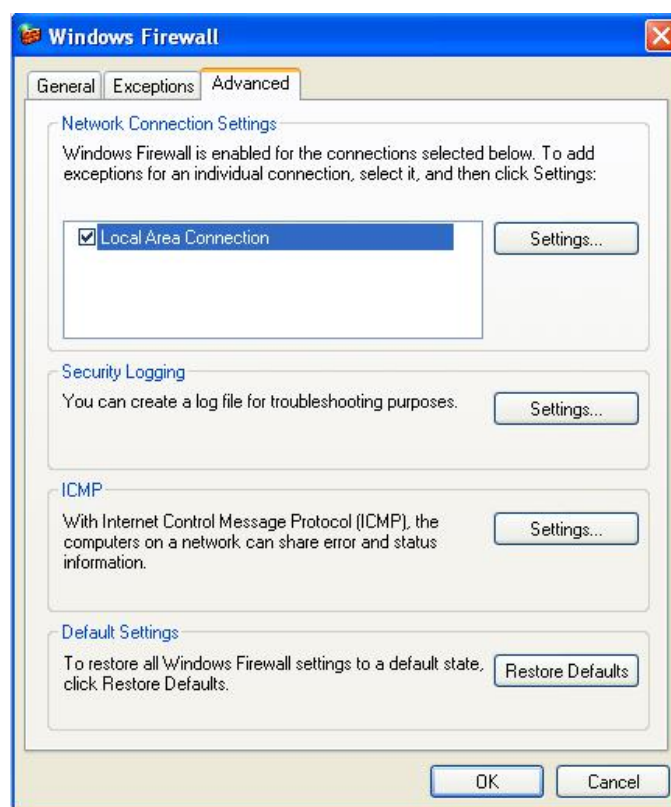 Windows Firewall
General Exceptions Advanced
Network Connection Settings
Windows Firewall is enabled for the connections selected below. To add
exceptions for an individual connection, select it, and then click Settings:
Local Area Connection
Settings...
Security Logging
You can create a log file for troubleshooting purposes.
Settings...
ICMP
With Internet Control Message Protocol (ICMP), the
computers on a network can share error and status
information.
Settings...
Default Settings
To restore all Windows Firewall settings to a default state,
click Restore Defaults.
Restore Defaults
OK Cancel